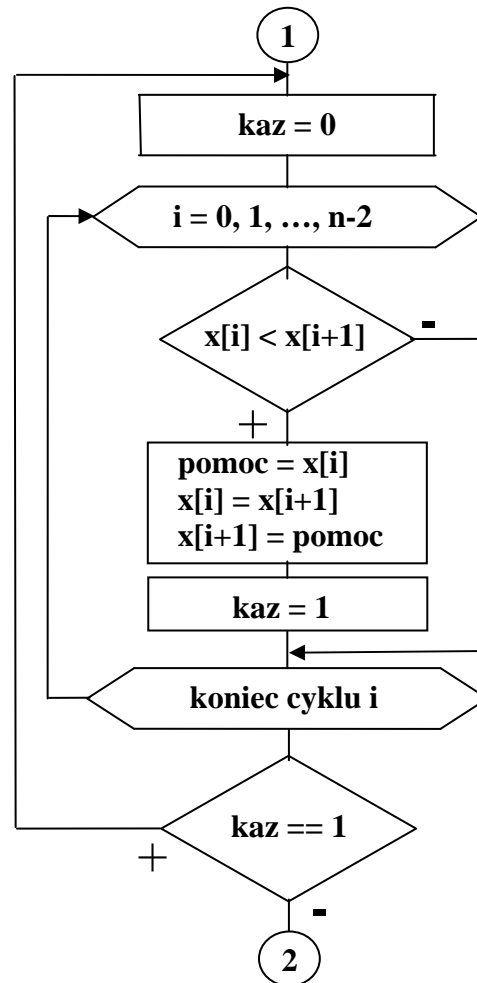 1
kaz = 0
i = 0, 1, …, n-2
x[i] < x[i+1]
-
+
pomoc = x[i]
x[i] = x[i+1]
x[i+1] = pomoc
kaz = 1
koniec cyklu i
kaz == 1
+
-
2